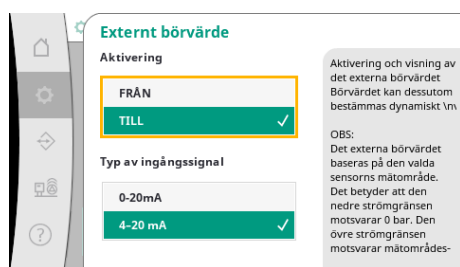 Externt börvärde
Aktivering
FRÅN
TILL
Typ av ingångssignal
0-20mA
4-20 mA
Aktivering och visning av
det externa börvärdet
Börvärdet kan dessutom
bestämmas dynamiskt \n
OBS:
Det externa börvärdet
baseras på den valda
sensorns mätområde.
Det betyder att den
nedre strömgränsen
motsvarar 0 bar. Den
övre strömgränsen
motsvarar mätområdes-